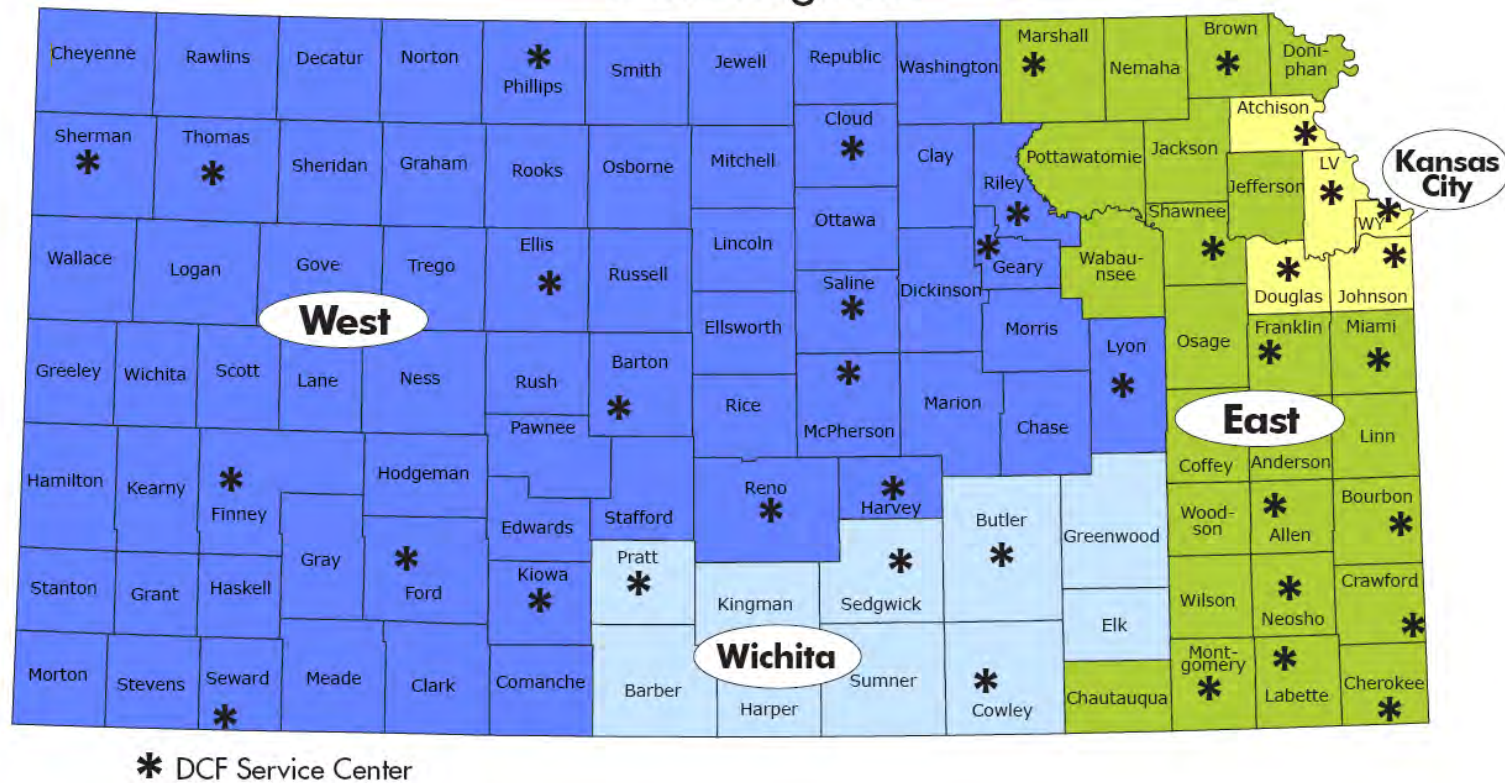 Cheyenne
Rawlins
Decatur
Norton
Phillips
Smith
Jewell
Republic
Washington
Marshall
Nemaha
Brown
Doni-
phan
Sherman
Thomas
Sheridan
Graham
Rooks
Osborne
Mitchell
Cloud
Clay
Riley
Pottawatomie
Jackson
Atchison
Jefferson
LV
WY
Kansas
City
Wallace
Logan
Gove
Trego
Ellis
Russell
Lincoln
Ottawa
Saline
Dickinson
Geary
Wabau-
nsee
Shawnee
Douglas
Johnson
West
Greeley
Wichita
Scott
Lane
Ness
Rush
Barton
Ellsworth
Rice
McPherson
Marion
Morris
Chase
Lyon
Osage
Franklin
Miami
East
Coffey
Anderson
Linn
Hamilton
Kearny
Finney
Hodgeman
Pawnee
Edwards
Stafford
Reno
Harvey
Butler
Greenwood
Wood-
son
Allen
Bourbon
Stanton
Grant
Haskell
Gray
Ford
Kiowa
Pratt
Kingman
Sedgwick
Elk
Wilson
Neosho
Crawford
Morton
Stevens
Seward
Meade
Clark
Comanche
Barber
Wichita
Harper
Sumner
Cowley
Chautauqua
Mont-
gomery
Labette
Cherokee
* DCF Service Center